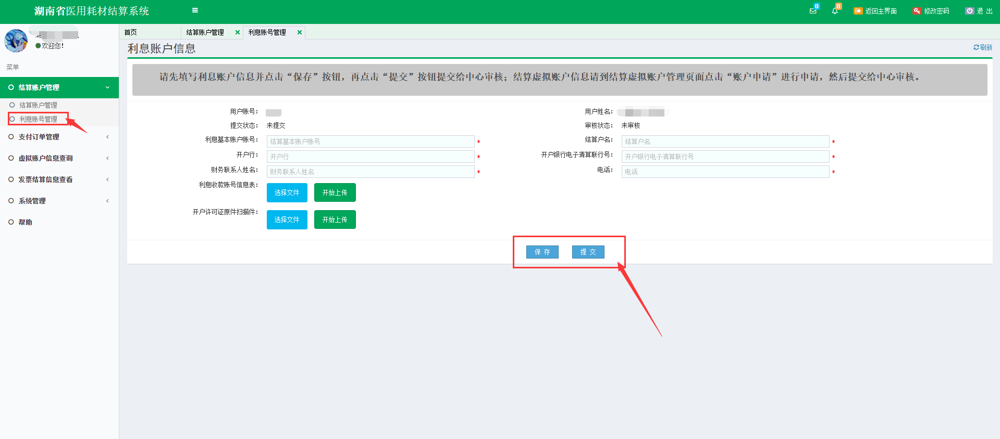 湖南省医用耗材结算系统
0
0
返回主界面
修改密码
退 出
欢迎您!
菜单
结算账户管理
结算账户管理
利息账号管理
支付订单管理
虚拟账户信息查询
发票结算信息查看
系统管理
帮助
首页
结算账户管理
利息账号管理
利息账户信息
刷新
请先填写利息账户信息并点击“保存”按钮，再点击“提交”按钮提交给中心审核；结算虚拟账户信息请到结算虚拟账户管理页面点击“账户申请”进行申请，然后提交给中心审核。
用户账号：
用户姓名：
提交状态： 未提交
审核状态： 未审核
利息基本账户账号： 结算基本账户账号 *
结算户名： 结算户名 *
开户行： 开户行 *
开户银行电子清算联行号： 开户银行电子清算联行号 *
财务联系人姓名： 财务联系人姓名 *
电话： 电话 *
利息收款账号信息表： 选择文件 开始上传
开户许可证原件扫描件： 选择文件 开始上传
保 存 提 交